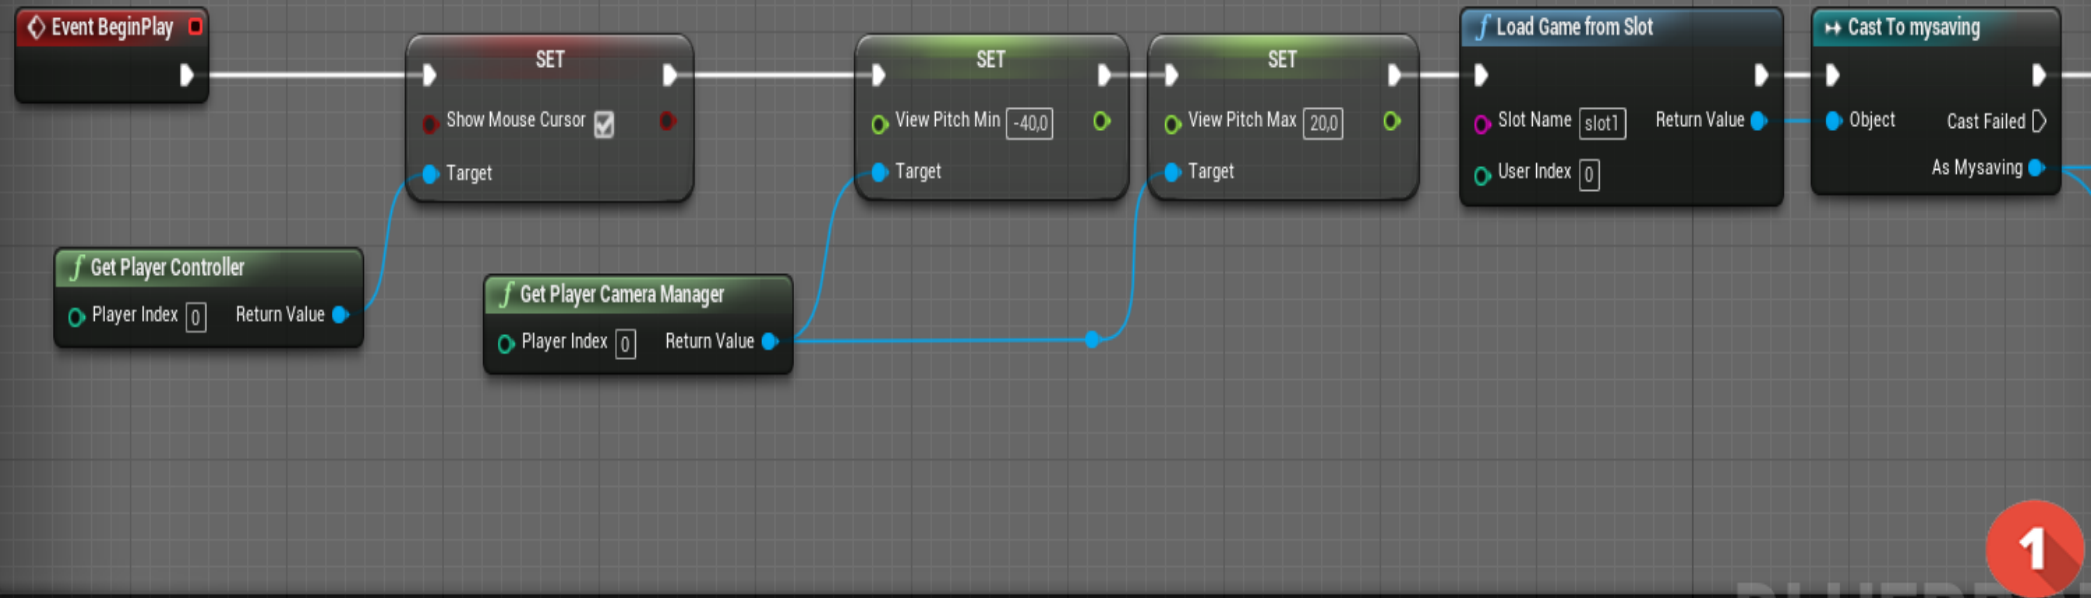 Event BeginPlay
SET
Show Mouse Cursor
Target
SET
View Pitch Min -40,0
Target
SET
View Pitch Max 20,0
Target
Load Game from Slot
Slot Name slot1 Return Value
User Index 0
Cast To mysaving
Object
Cast Failed
As Mysaving
Get Player Controller
Player Index 0 Return Value
Get Player Camera Manager
Player Index 0 Return Value
1